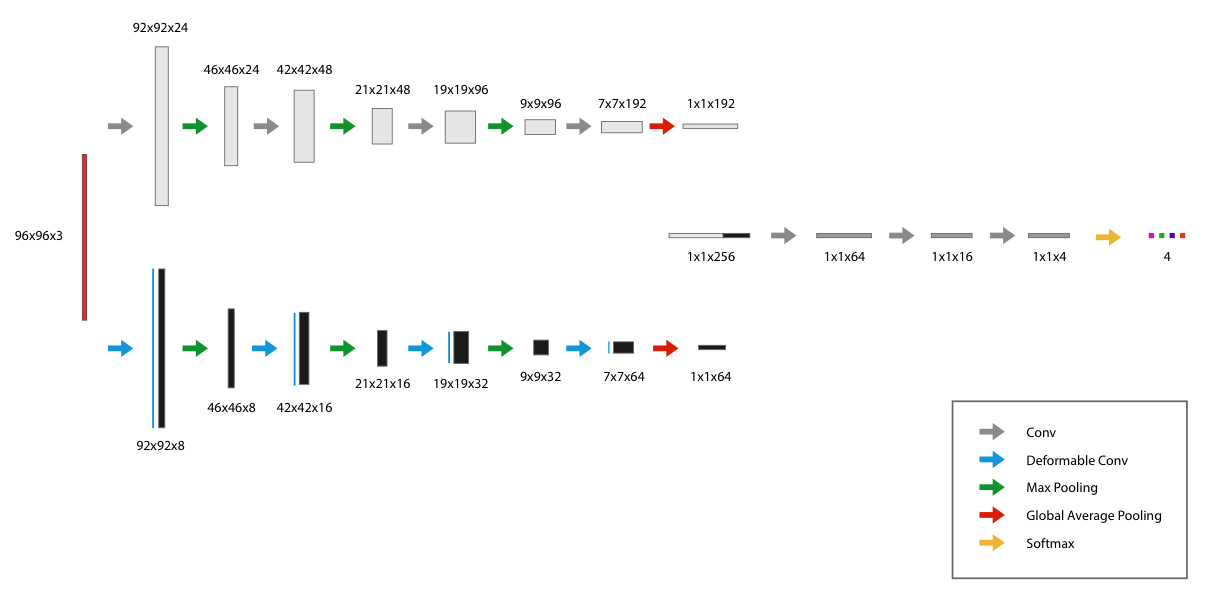 92x92x24
46x46x24
42x42x48
21x21x48
19x19x96
9x9x96
7x7x192
1x1x192
96x96x3
1x1x256
1x1x64
1x1x16
1x1x4
4
92x92x8
46x46x8
42x42x16
21x21x16
19x19x32
9x9x32
7x7x64
1x1x64
Conv
Deformable Conv
Max Pooling
Global Average Pooling
Softmax